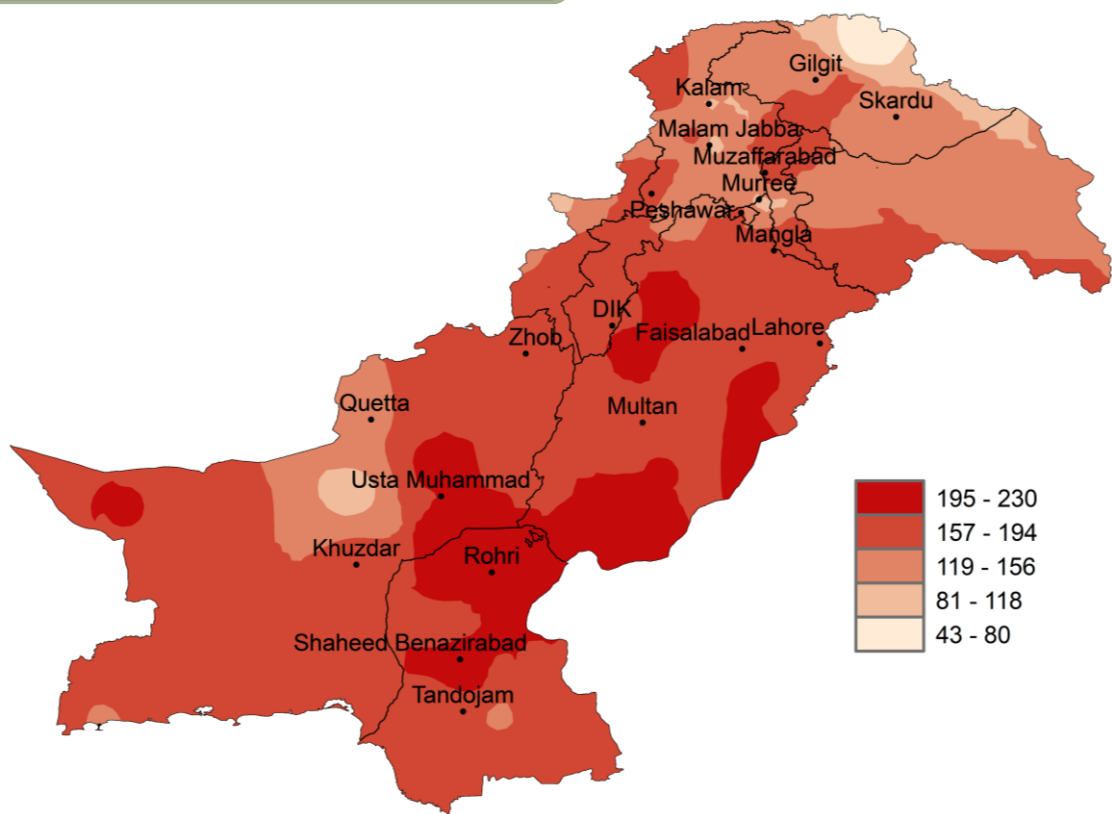 Gilgit
Kalam
Skardu
Malam Jabba
Muzaffarabad
Murree
Peshawar
Mangla
DIK
Zhob
Faisalabad
Lahore
Quetta
Multan
Usta Muhammad
195 - 230
157 - 194
Khuzdar
Rohri
119 - 156
81 - 118
43 - 80
Shaheed Benazirabad
Tandojam